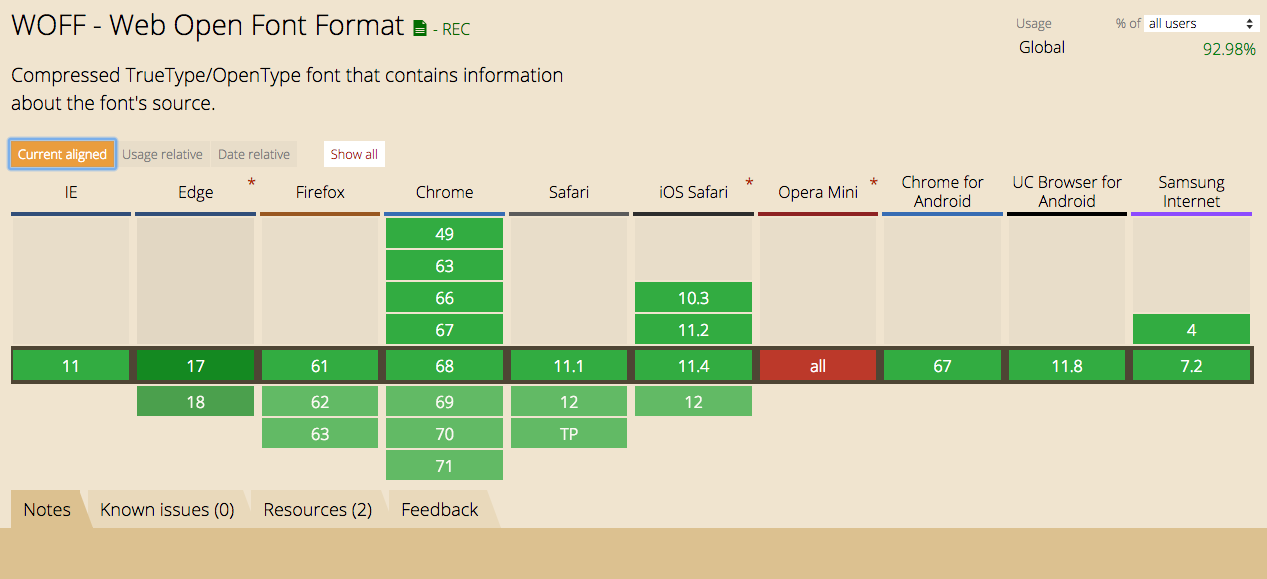 WOFF - Web Open Font Format - REC
Usage % of all users
Global 92.98%
Compressed TrueType/OpenType font that contains information
about the font's source.
Current aligned Usage relative Date relative Show all
IE Edge * Firefox Chrome Safari iOS Safari * Opera Mini * Chrome for Android UC Browser for Android Samsung Internet
49
63
66 10.3
67 11.2 4
11 17 61 68 11.1 11.4 all 67 11.8 7.2
18 62 69 12 12
63 70 TP
71
Notes Known issues (0) Resources (2) Feedback